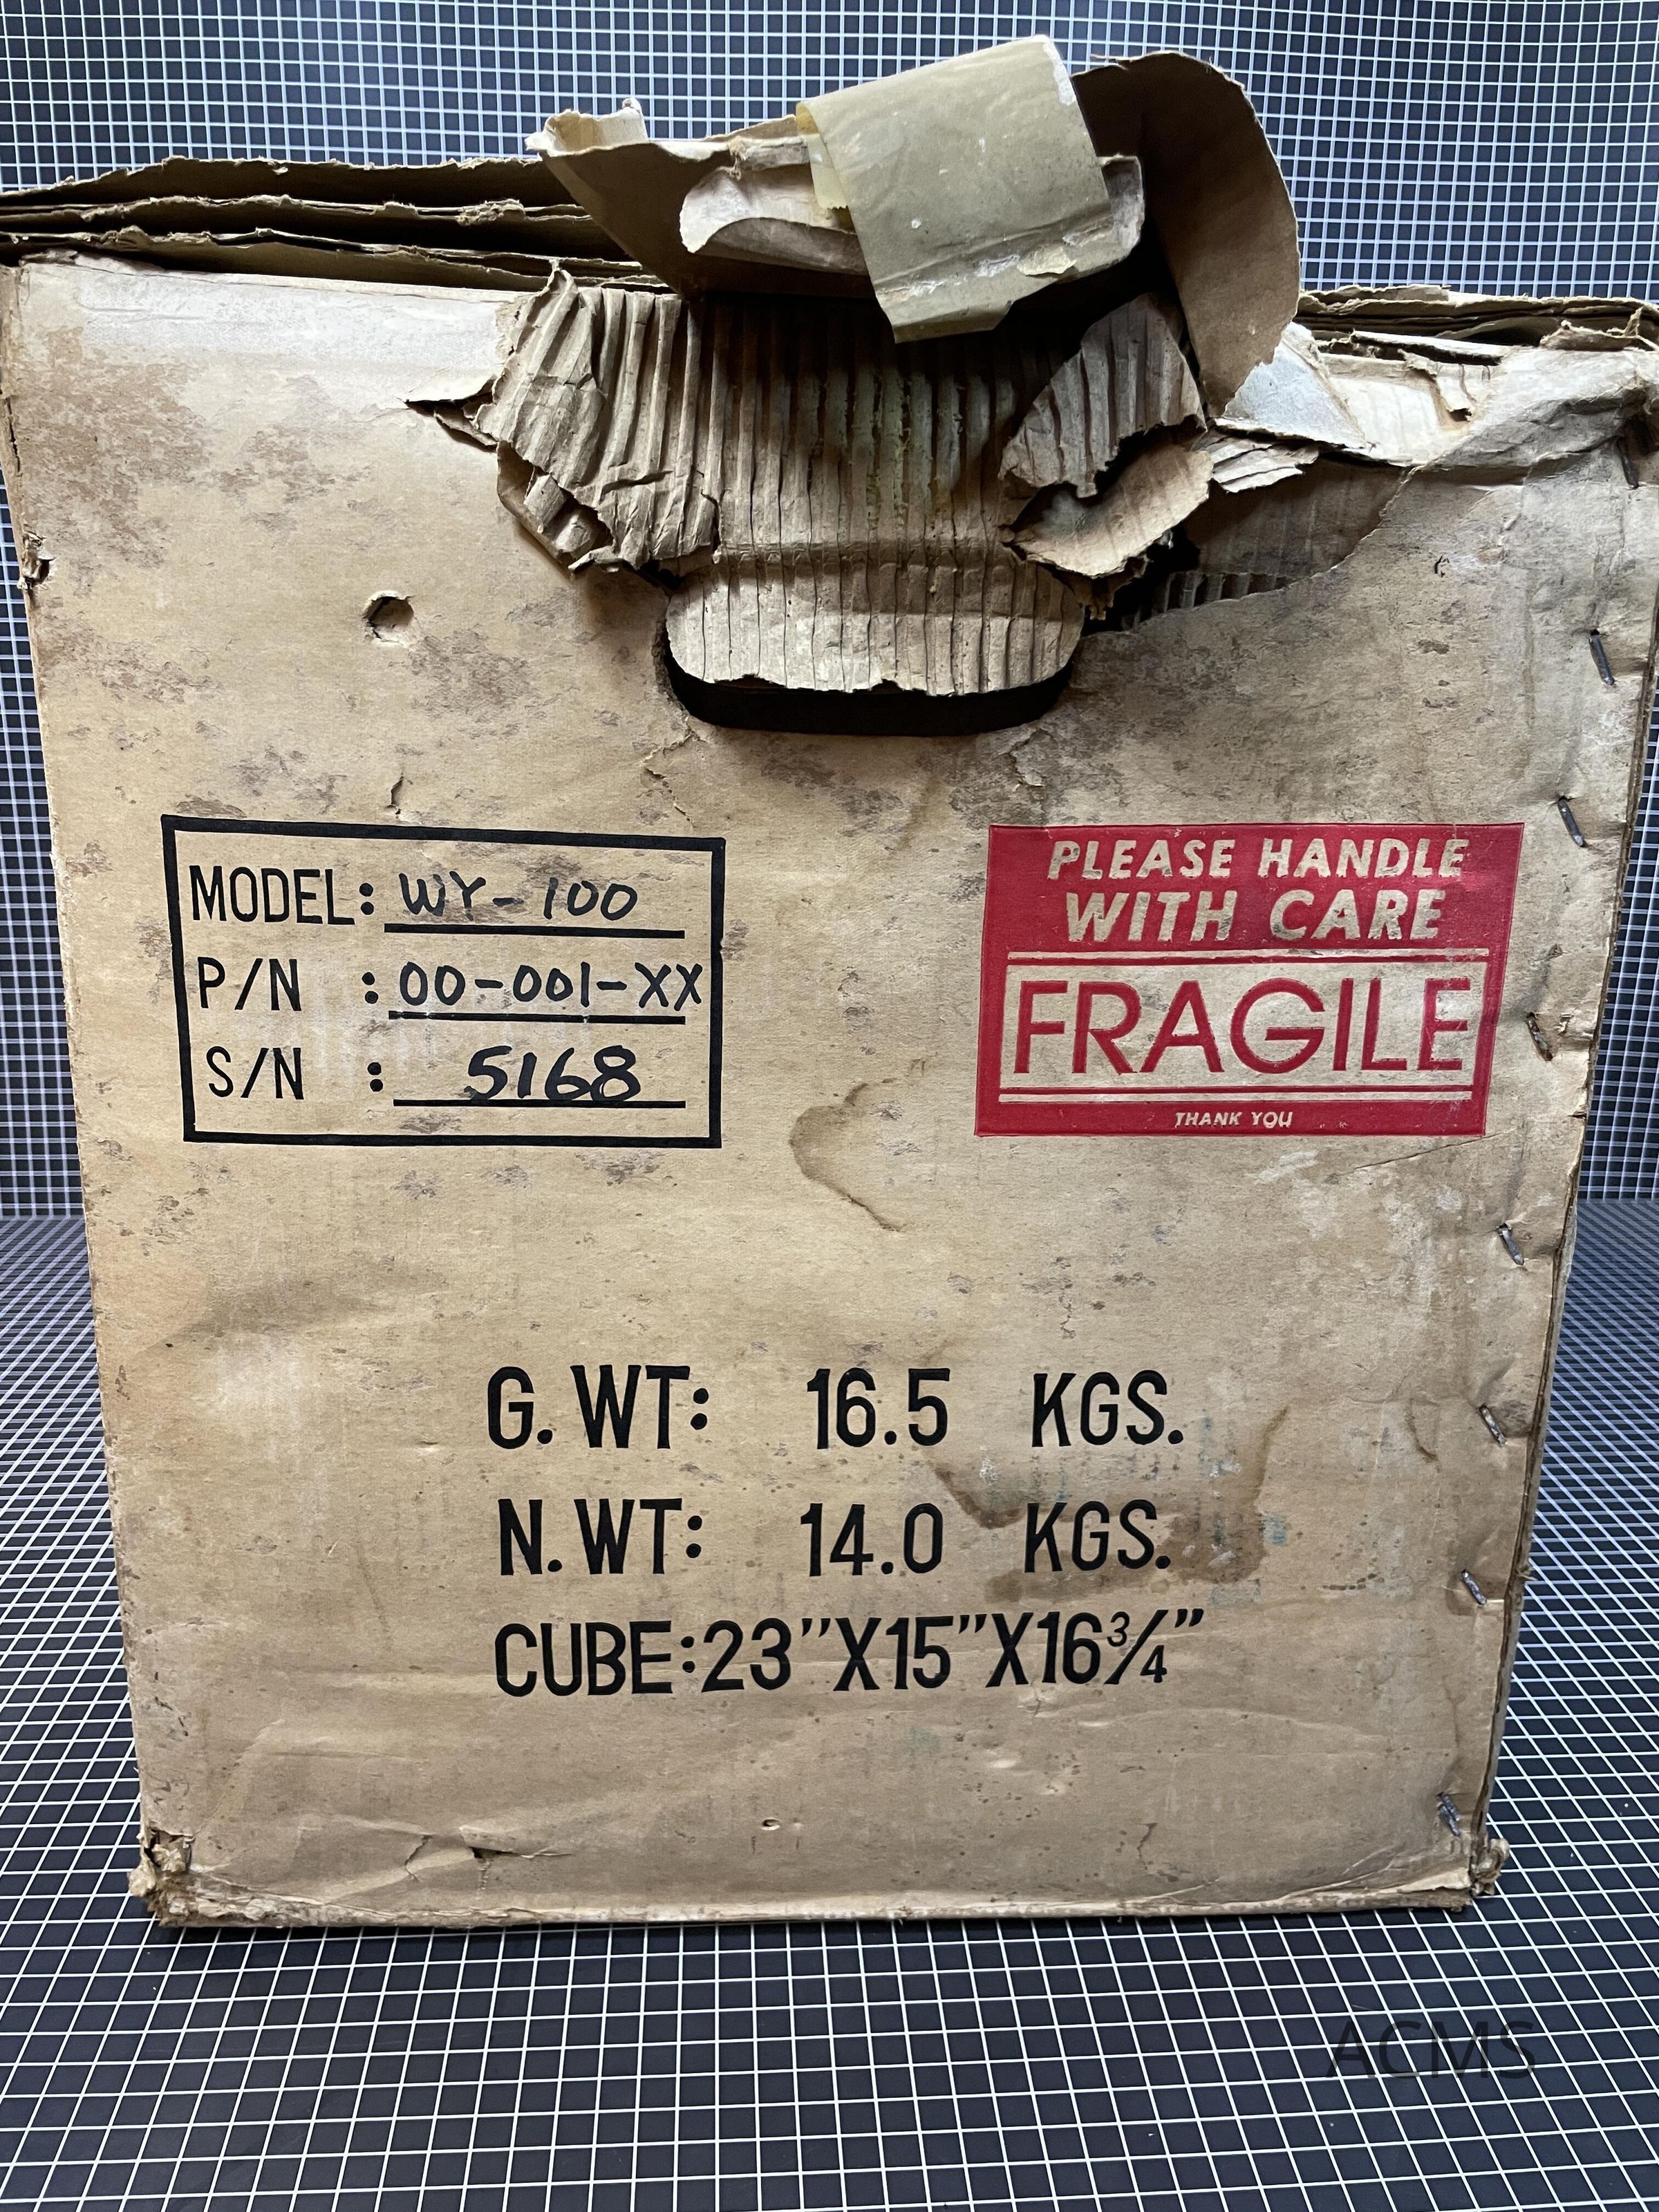 MODEL: WY-100
P/N : 00-001-XX
S/N : 5168
PLEASE HANDLE
WITH CARE
FRAGILE
THANK YOU
G. WT: 16.5 KGS.
N. WT: 14.0 KGS.
CUBE:23"X15"X16¾"
ACMS